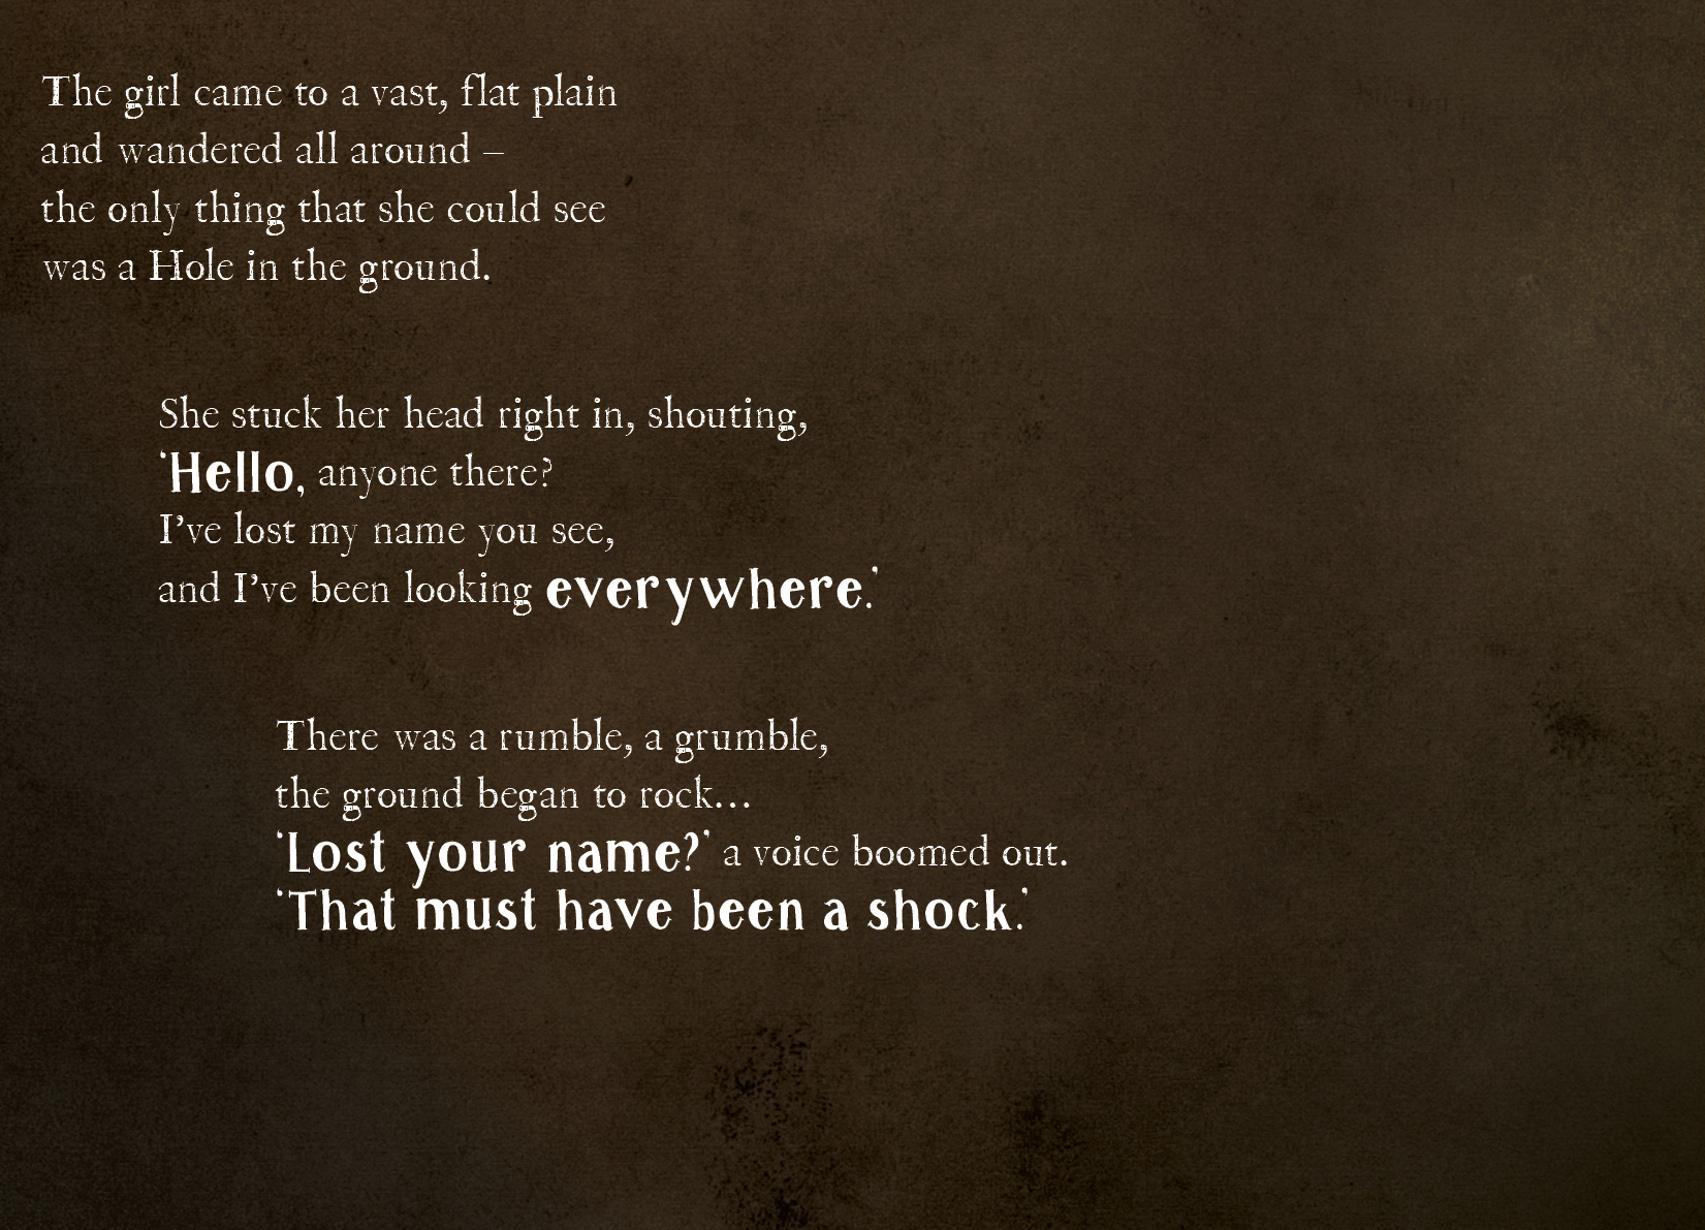 The girl came to a vast, flat plain
and wandered all around –
the only thing that she could see
was a Hole in the ground.
She stuck her head right in, shouting,
‘Hello, anyone there?
I’ve lost my name you see,
and I’ve been looking everywhere.’
There was a rumble, a grumble,
the ground began to rock…
‘Lost your name?’ a voice boomed out.
‘That must have been a shock.’